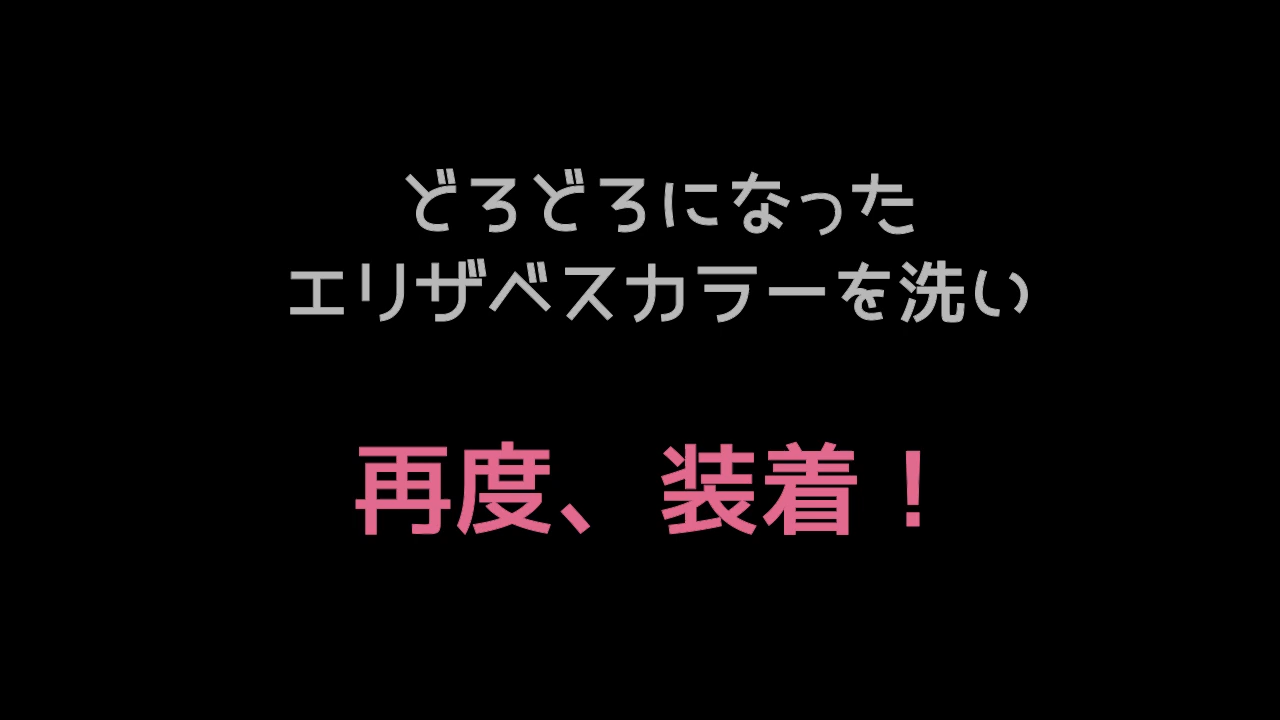 どろどろになった
エリザベスカラーを洗い
再度、装着！